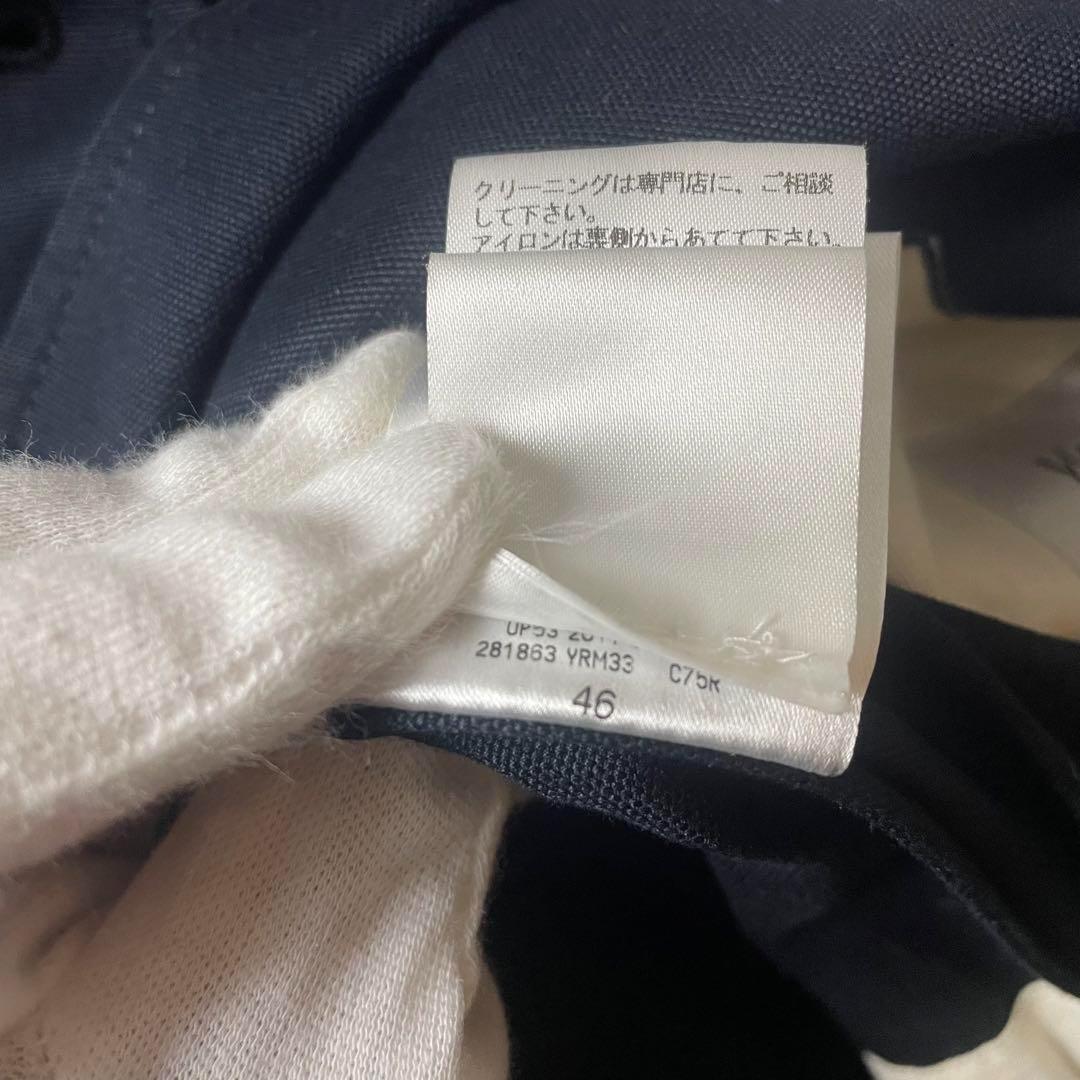 クリーニングは専門店に、ご相談
して下さい。
アイロンは裏側からあてて下さい。
281863 YRM33 C75R
46